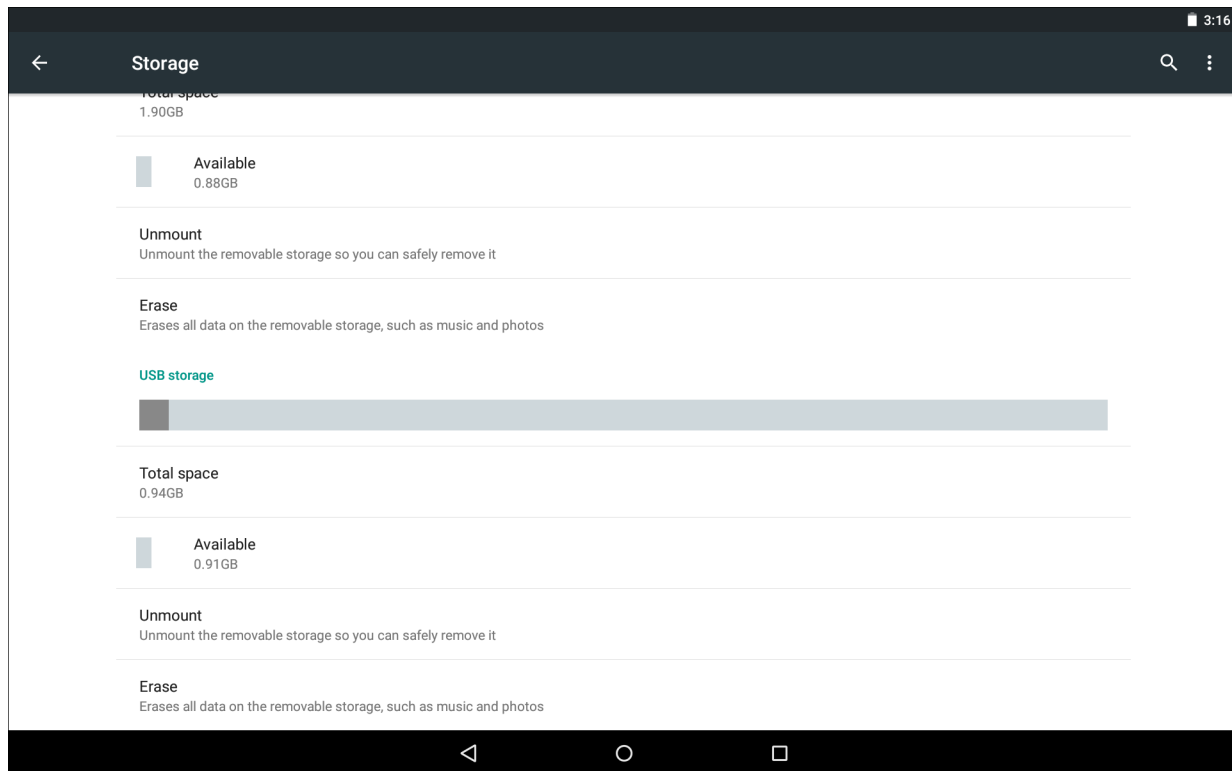 3:16
Storage
Total space
1.90GB
Available
0.88GB
Unmount
Unmount the removable storage so you can safely remove it
Erase
Erases all data on the removable storage, such as music and photos
USB storage
Total space
0.94GB
Available
0.91GB
Unmount
Unmount the removable storage so you can safely remove it
Erase
Erases all data on the removable storage, such as music and photos